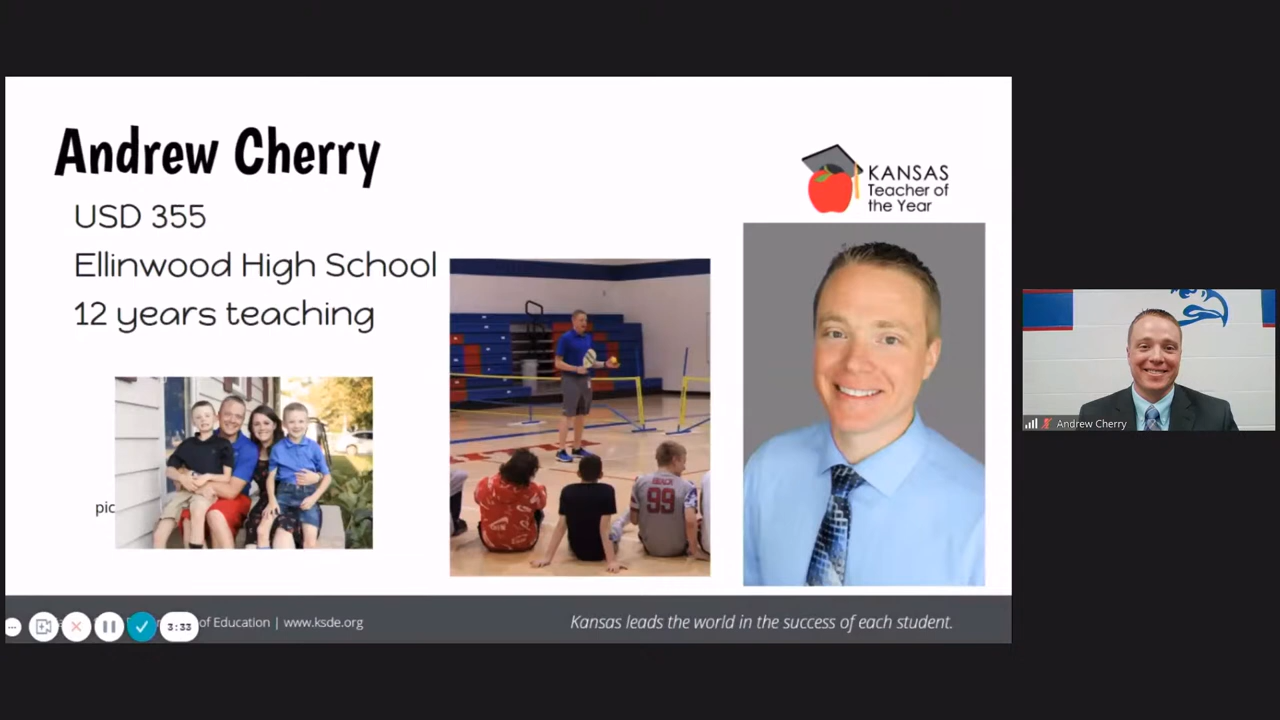 Andrew Cherry
USD 355
Ellinwood High School
12 years teaching
KANSAS
Teacher of
the Year
pic
99
Andrew Cherry
of Education | www.ksde.org
Kansas leads the world in the success of each student.
3:33